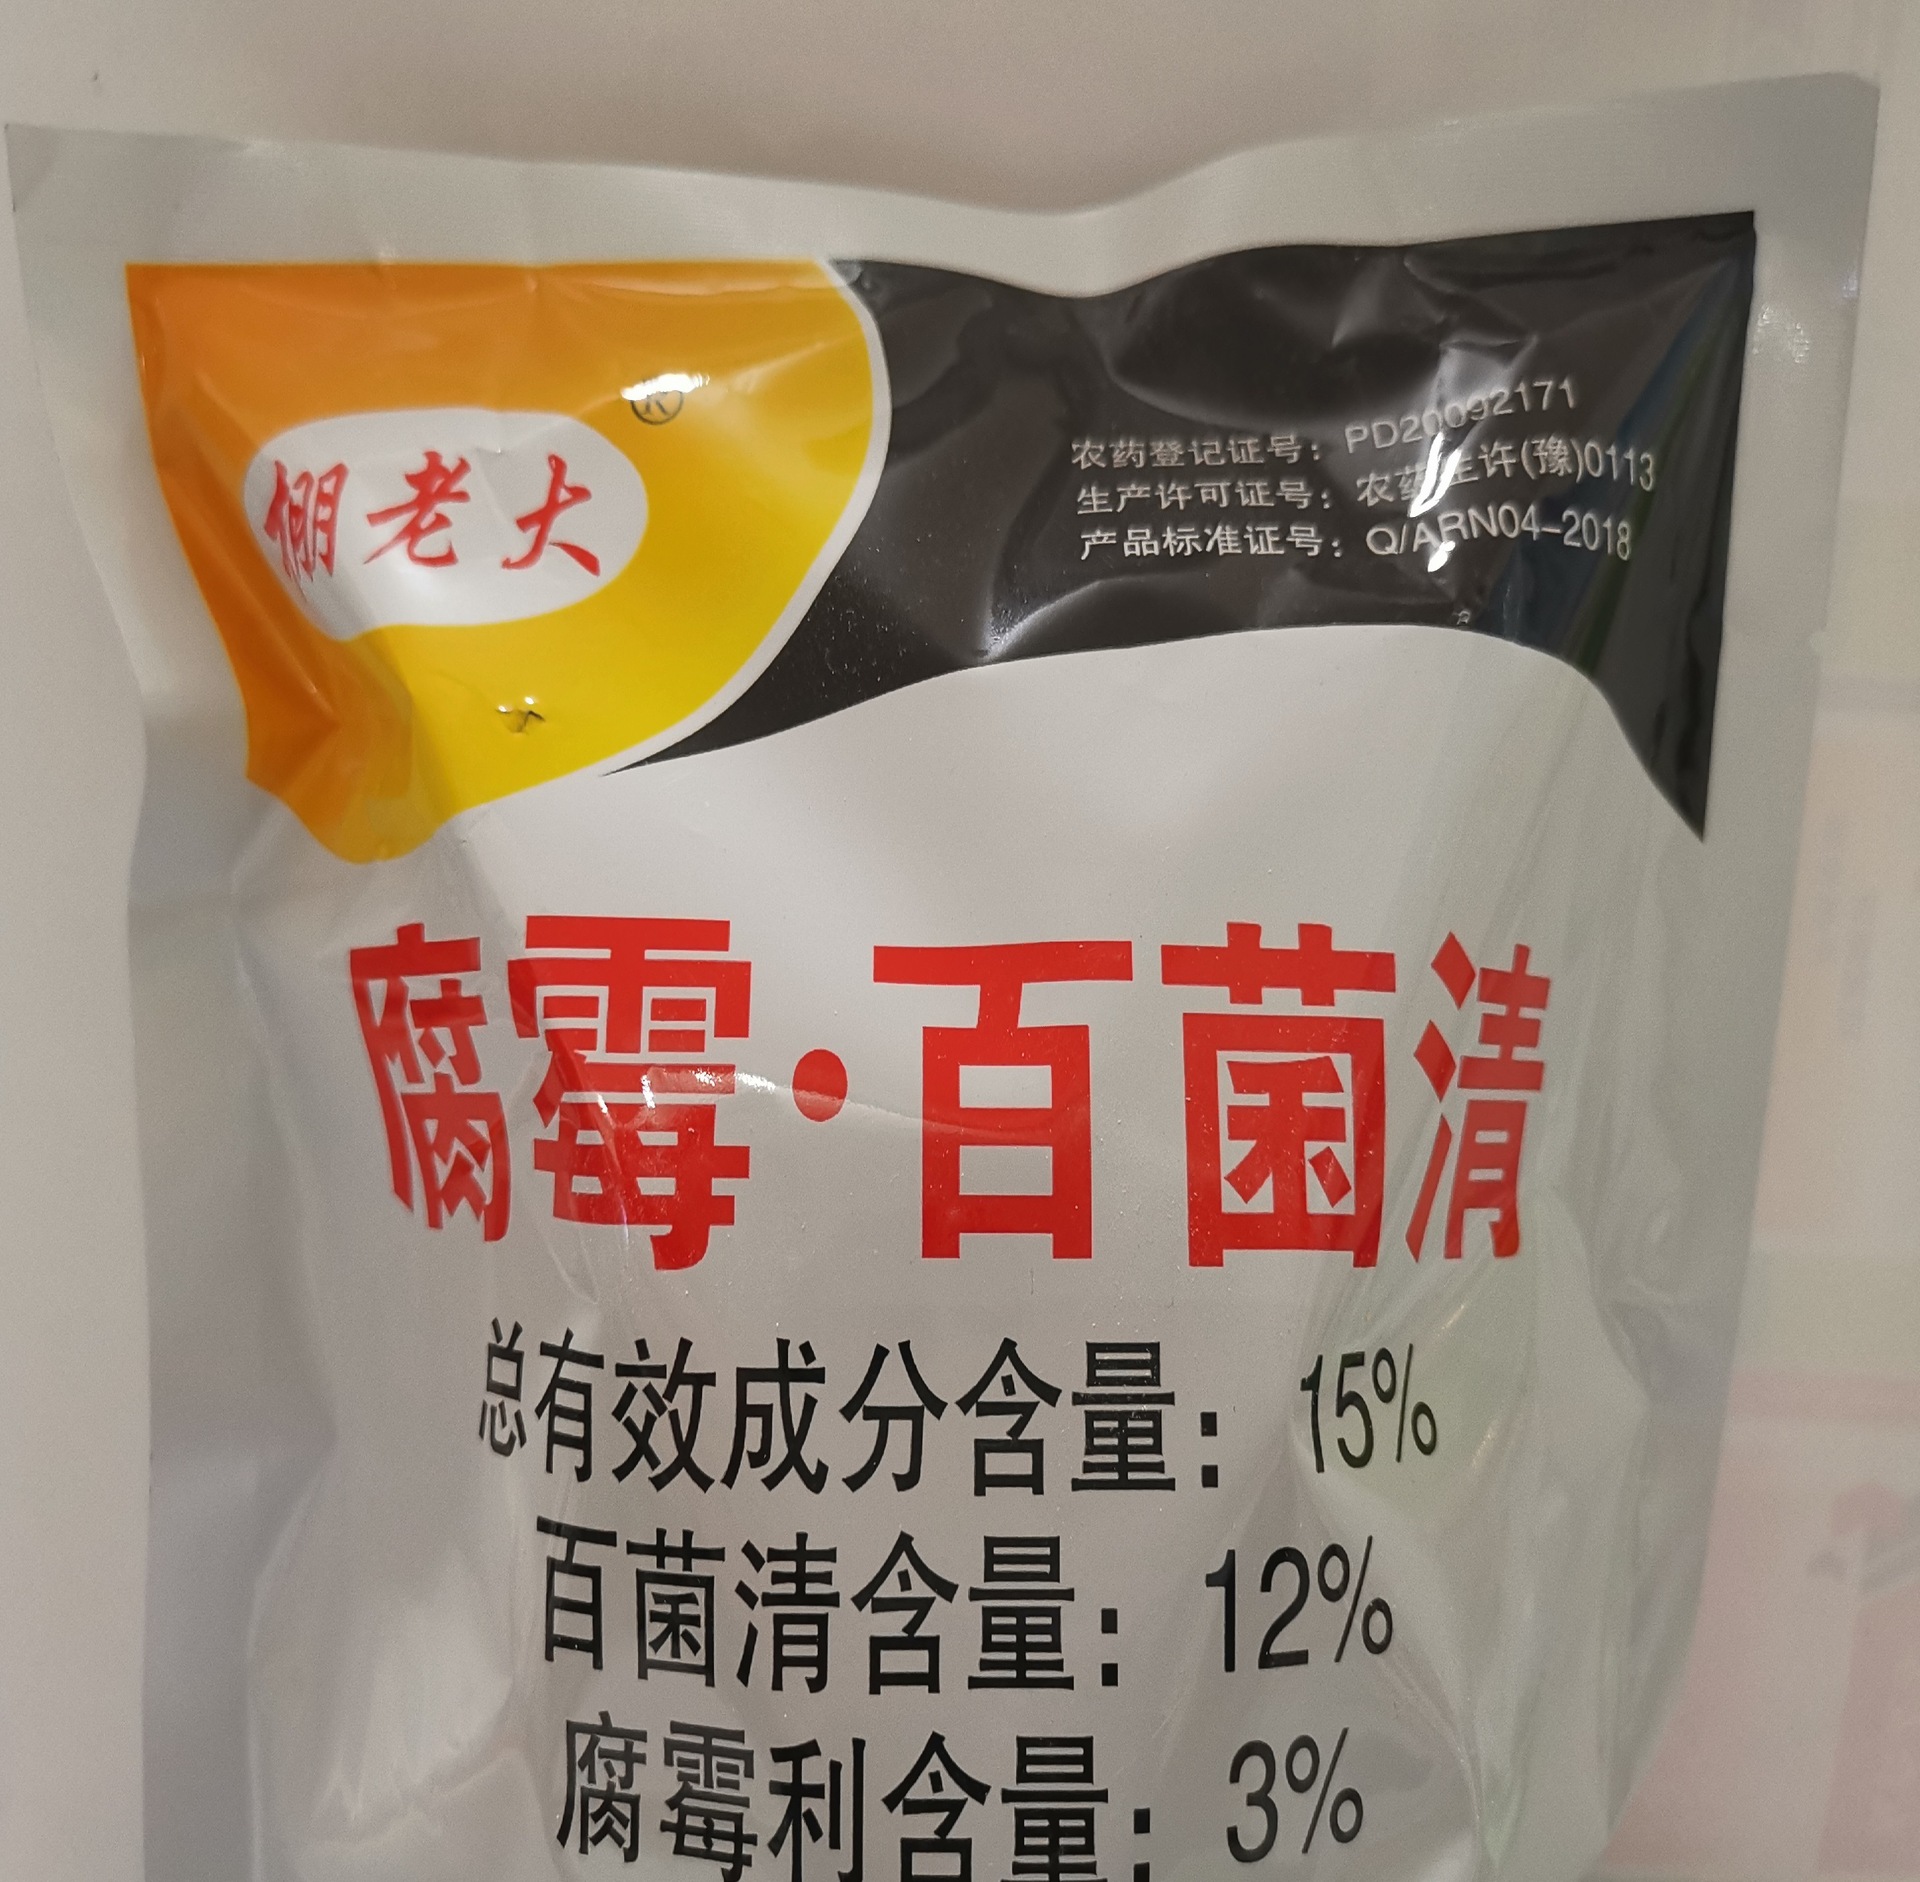 棚老大
®
农药登记证号：PD20092171
生产许可证号：农药生许(豫)0113
产品标准证号：Q/ARN04-2018
腐霉·百菌清
总有效成分含量：15%
百菌清含量：12%
腐霉利含量：3%